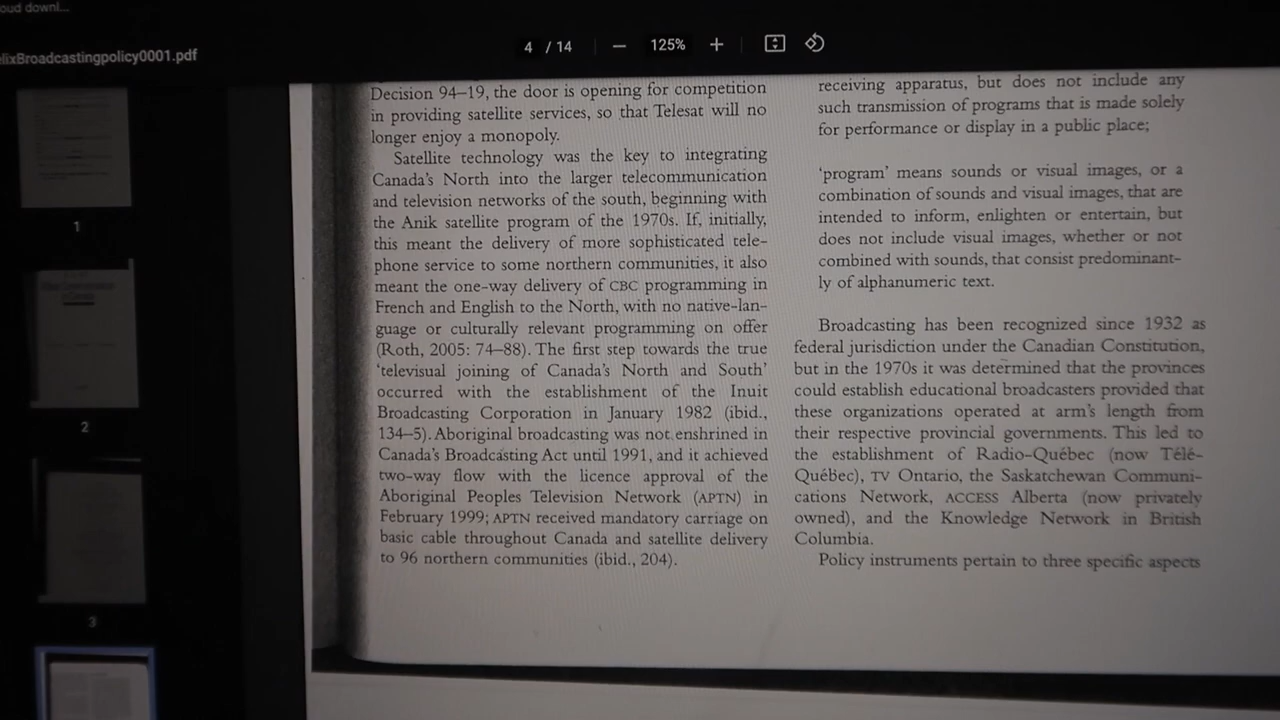 oud downl...
elixBroadcastingpolicy0001.pdf
4 / 14
125%
1
2
3
Decision 94–19, the door is opening for competition
in providing satellite services, so that Telesat will no
longer enjoy a monopoly.
Satellite technology was the key to integrating
Canada's North into the larger telecommunication
and television networks of the south, beginning with
the Anik satellite program of the 1970s. If, initially,
this meant the delivery of more sophisticated tele-
phone service to some northern communities, it also
meant the one-way delivery of CBC programming in
French and English to the North, with no native-lan-
guage or culturally relevant programming on offer
(Roth, 2005: 74–88). The first step towards the true
'televisual joining of Canada's North and South'
occurred with the establishment of the Inuit
Broadcasting Corporation in January 1982 (ibid.,
134–5). Aboriginal broadcasting was not enshrined in
Canada's Broadcasting Act until 1991, and it achieved
two-way flow with the licence approval of the
Aboriginal Peoples Television Network (APTN) in
February 1999; APTN received mandatory carriage on
basic cable throughout Canada and satellite delivery
to 96 northern communities (ibid., 204).
receiving apparatus, but does not include any
such transmission of programs that is made solely
for performance or display in a public place;
'program' means sounds or visual images, or a
combination of sounds and visual images, that are
intended to inform, enlighten or entertain, but
does not include visual images, whether or not
combined with sounds, that consist predominant-
ly of alphanumeric text.
Broadcasting has been recognized since 1932 as
federal jurisdiction under the Canadian Constitution,
but in the 1970s it was determined that the provinces
could establish educational broadcasters provided that
these organizations operated at arm's length from
their respective provincial governments. This led to
the establishment of Radio-Québec (now Télé-
Québec), TV Ontario, the Saskatchewan Communi-
cations Network, ACCESS Alberta (now privately
owned), and the Knowledge Network in British
Columbia.
Policy instruments pertain to three specific aspects